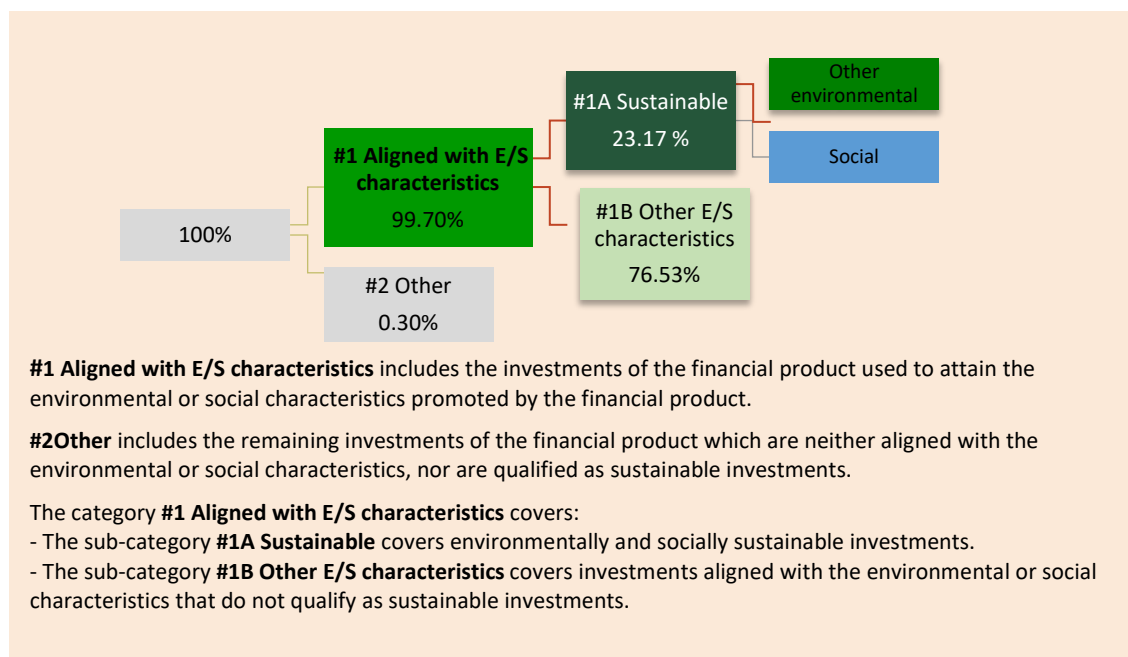 Other
environmental
#1A Sustainable
23.17 %
Social
#1 Aligned with E/S
characteristics
99.70%
#1B Other E/S
characteristics
76.53%
100%
#2 Other
0.30%
#1 Aligned with E/S characteristics includes the investments of the financial product used to attain the
environmental or social characteristics promoted by the financial product.
#2Other includes the remaining investments of the financial product which are neither aligned with the
environmental or social characteristics, nor are qualified as sustainable investments.
The category #1 Aligned with E/S characteristics covers:
- The sub-category #1A Sustainable covers environmentally and socially sustainable investments.
- The sub-category #1B Other E/S characteristics covers investments aligned with the environmental or social
characteristics that do not qualify as sustainable investments.